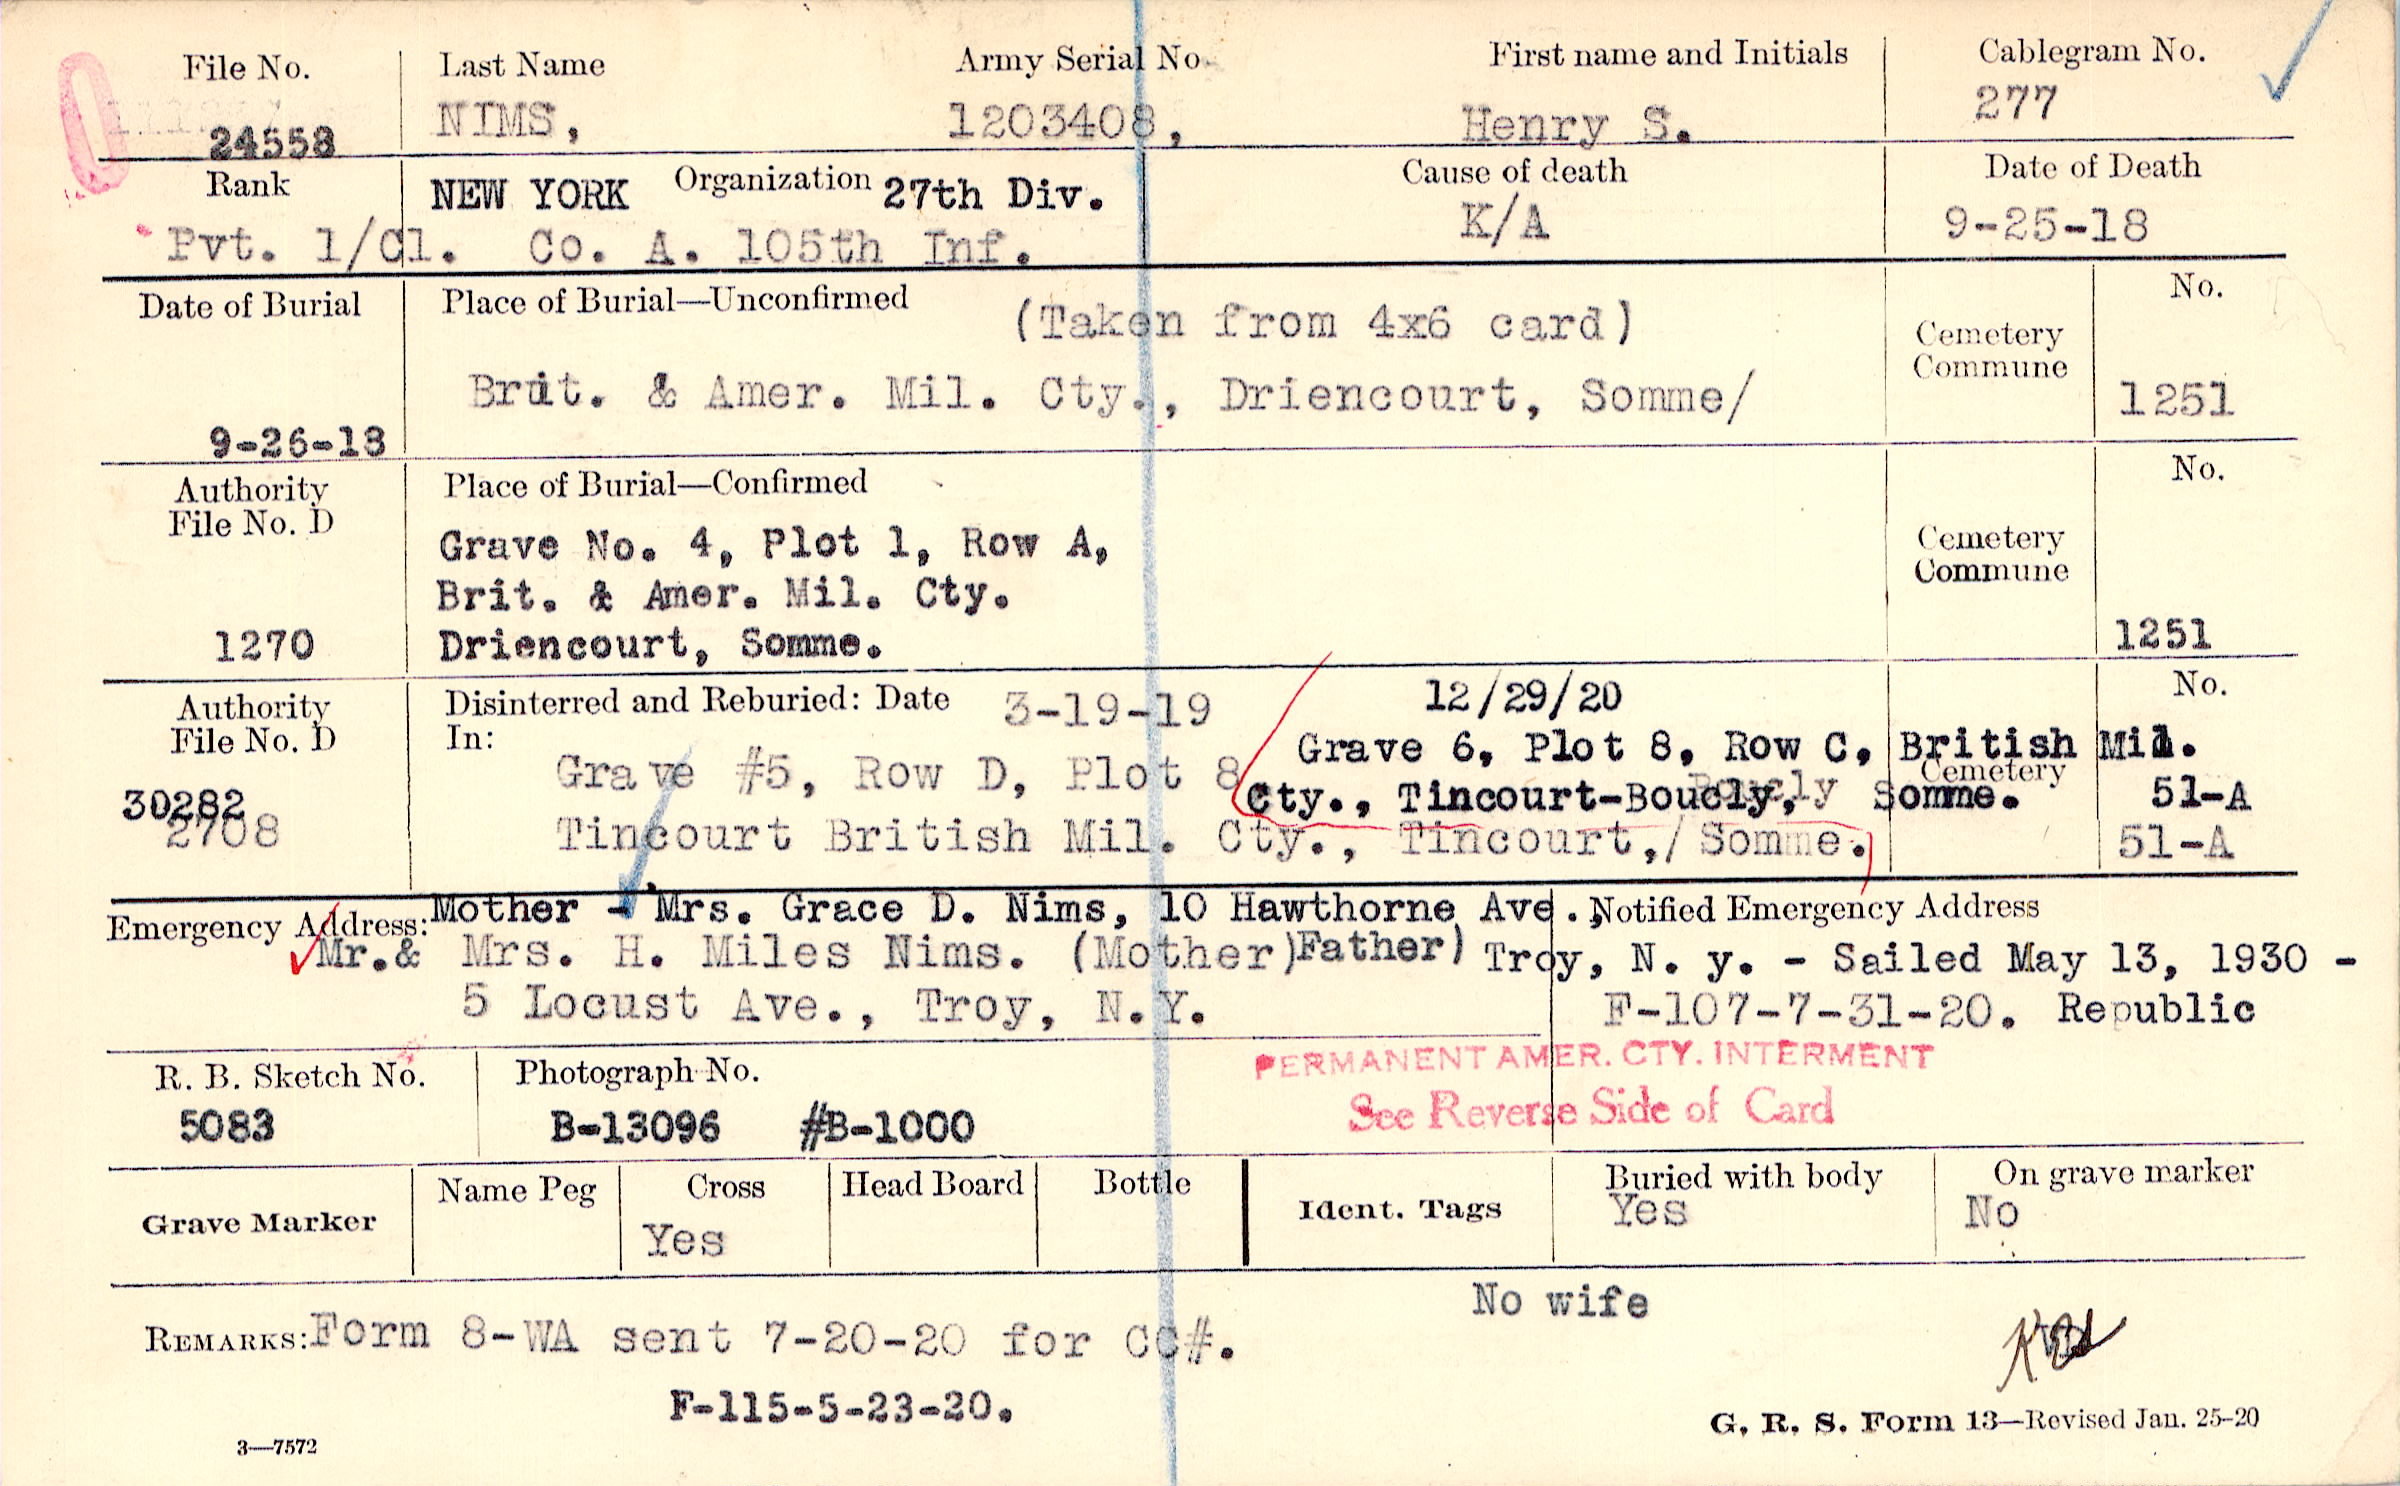 File No. Last Name Army Serial No. First name and Initials Cablegram No.
24558 NIMS, 1203408, Henry S. 277
Rank NEW YORK Organization 27th Div. Cause of death Date of Death
Pvt. 1/Cl. Co. A. 105th Inf. K/A 9-25-18
Date of Burial Place of Burial—Unconfirmed (Taken from 4x6 card) Cemetery Commune No.
Brit. & Amer. Mil. Cty., Driencourt, Somme/ 1251
9-26-18
Authority File No. D Place of Burial—Confirmed Cemetery Commune No.
Grave No. 4, Plot 1, Row A,
Brit. & Amer. Mil. Cty.
1270 Driencourt, Somme. 1251
Authority File No. D Disinterred and Reburied: Date 3-19-19 12/29/20 No.
In: Grave 6, Plot 8, Row C, British Mil.
Grave #5, Row D, Plot 8 Cemetery
30282 Cty., Tincourt-Boucly, Somme. 51-A
2708 Tincourt British Mil. Cty., Tincourt,/ Somme. 51-A
Boucly
Emergency Address: Mother - Mrs. Grace D. Nims, 10 Hawthorne Ave., Notified Emergency Address
Mr.& Mrs. H. Miles Nims. (Mother)Father) Troy, N. y. - Sailed May 13, 1930 -
5 Locust Ave., Troy, N.Y. F-107-7-31-20. Republic
R. B. Sketch No. Photograph No. PERMANENT AMER. CTY. INTERMENT
5083 B-13096 #B-1000 See Reverse Side of Card
Grave Marker Name Peg Cross Head Board Bottle Ident. Tags Buried with body On grave marker
Yes Yes No
No wife
REMARKS: Form 8-WA sent 7-20-20 for CC#.
F-115-5-23-20.
G. R. S. Form 13—Revised Jan. 25-20
3—7572